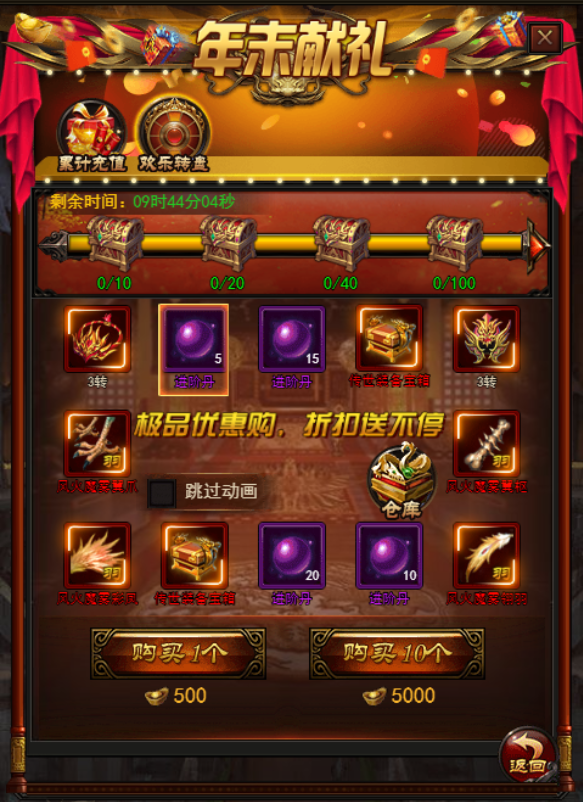 年末献礼
累计充值 欢乐转盘
剩余时间：09时44分04秒
0/10 0/20 0/40 0/100
5 15
3转 进阶丹 进阶丹 传世装备宝箱 3转
极品优惠购，折扣送不停
羽 羽
跳过动画
仓库
羽 20 10 羽
传世装备宝箱 进阶丹 进阶丹
购买1个 购买10个
500 5000
返回